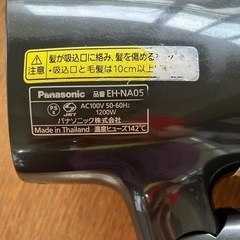 髪が吸込口に絡み、髪を傷める
注意
・吸込口と毛髪は10cm以上
Panasonic 品番 EH-NA05
PS E JET
AC100V 50-60Hz
1200W
パナソニック株式会社
Made in Thailand 温度ヒューズ142℃